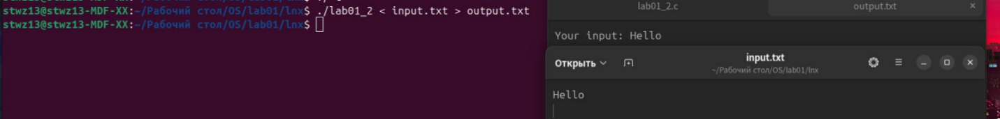 stwz13@stwz13-MDF-XX:~/Рабочий стол/OS/lab01/lnx$ ./lab01_2 < input.txt > output.txt
stwz13@stwz13-MDF-XX:~/Рабочий стол/OS/lab01/lnx$
lab01_2.c
output.txt
Your input: Hello
Открыть
input.txt
~/Рабочий стол/OS/lab01/lnx
Hello